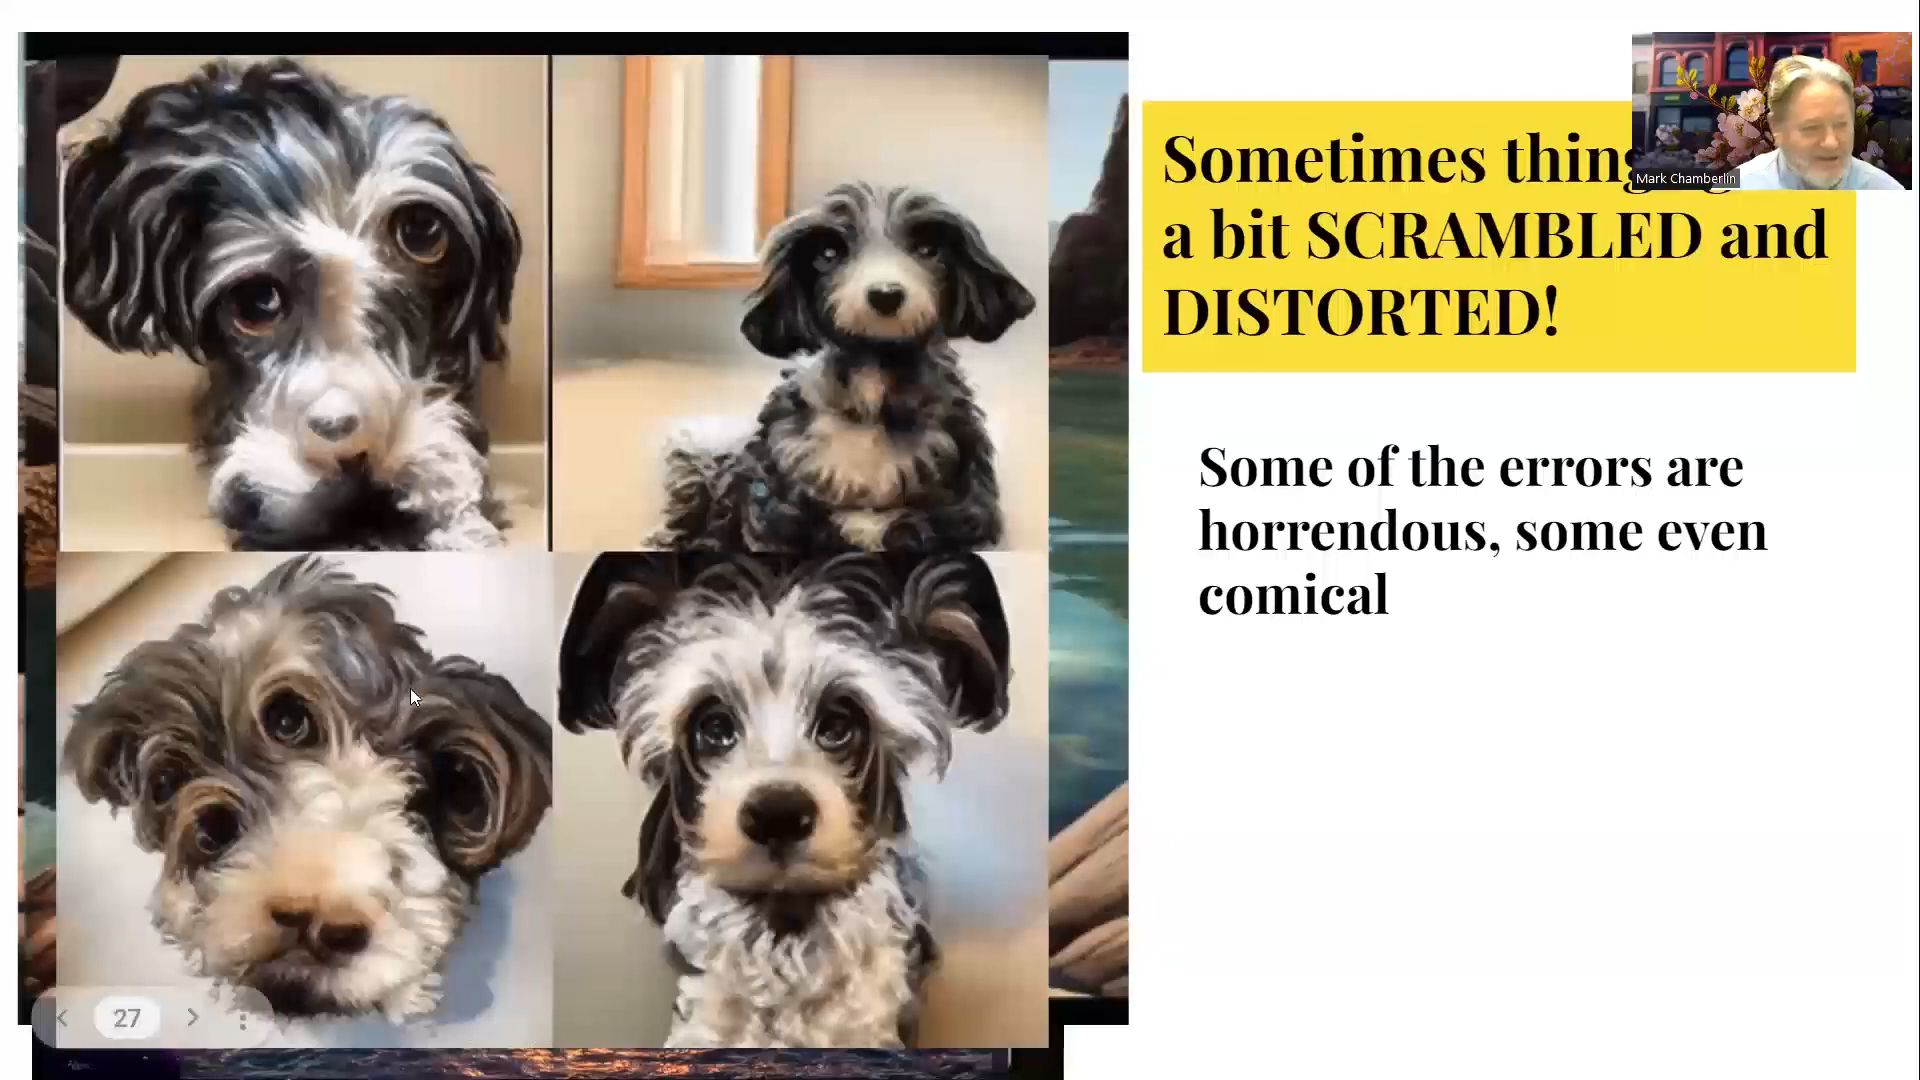 Sometimes thing
a bit SCRAMBLED and
DISTORTED!
Mark Chamberlin
Some of the errors are
horrendous, some even
comical
27